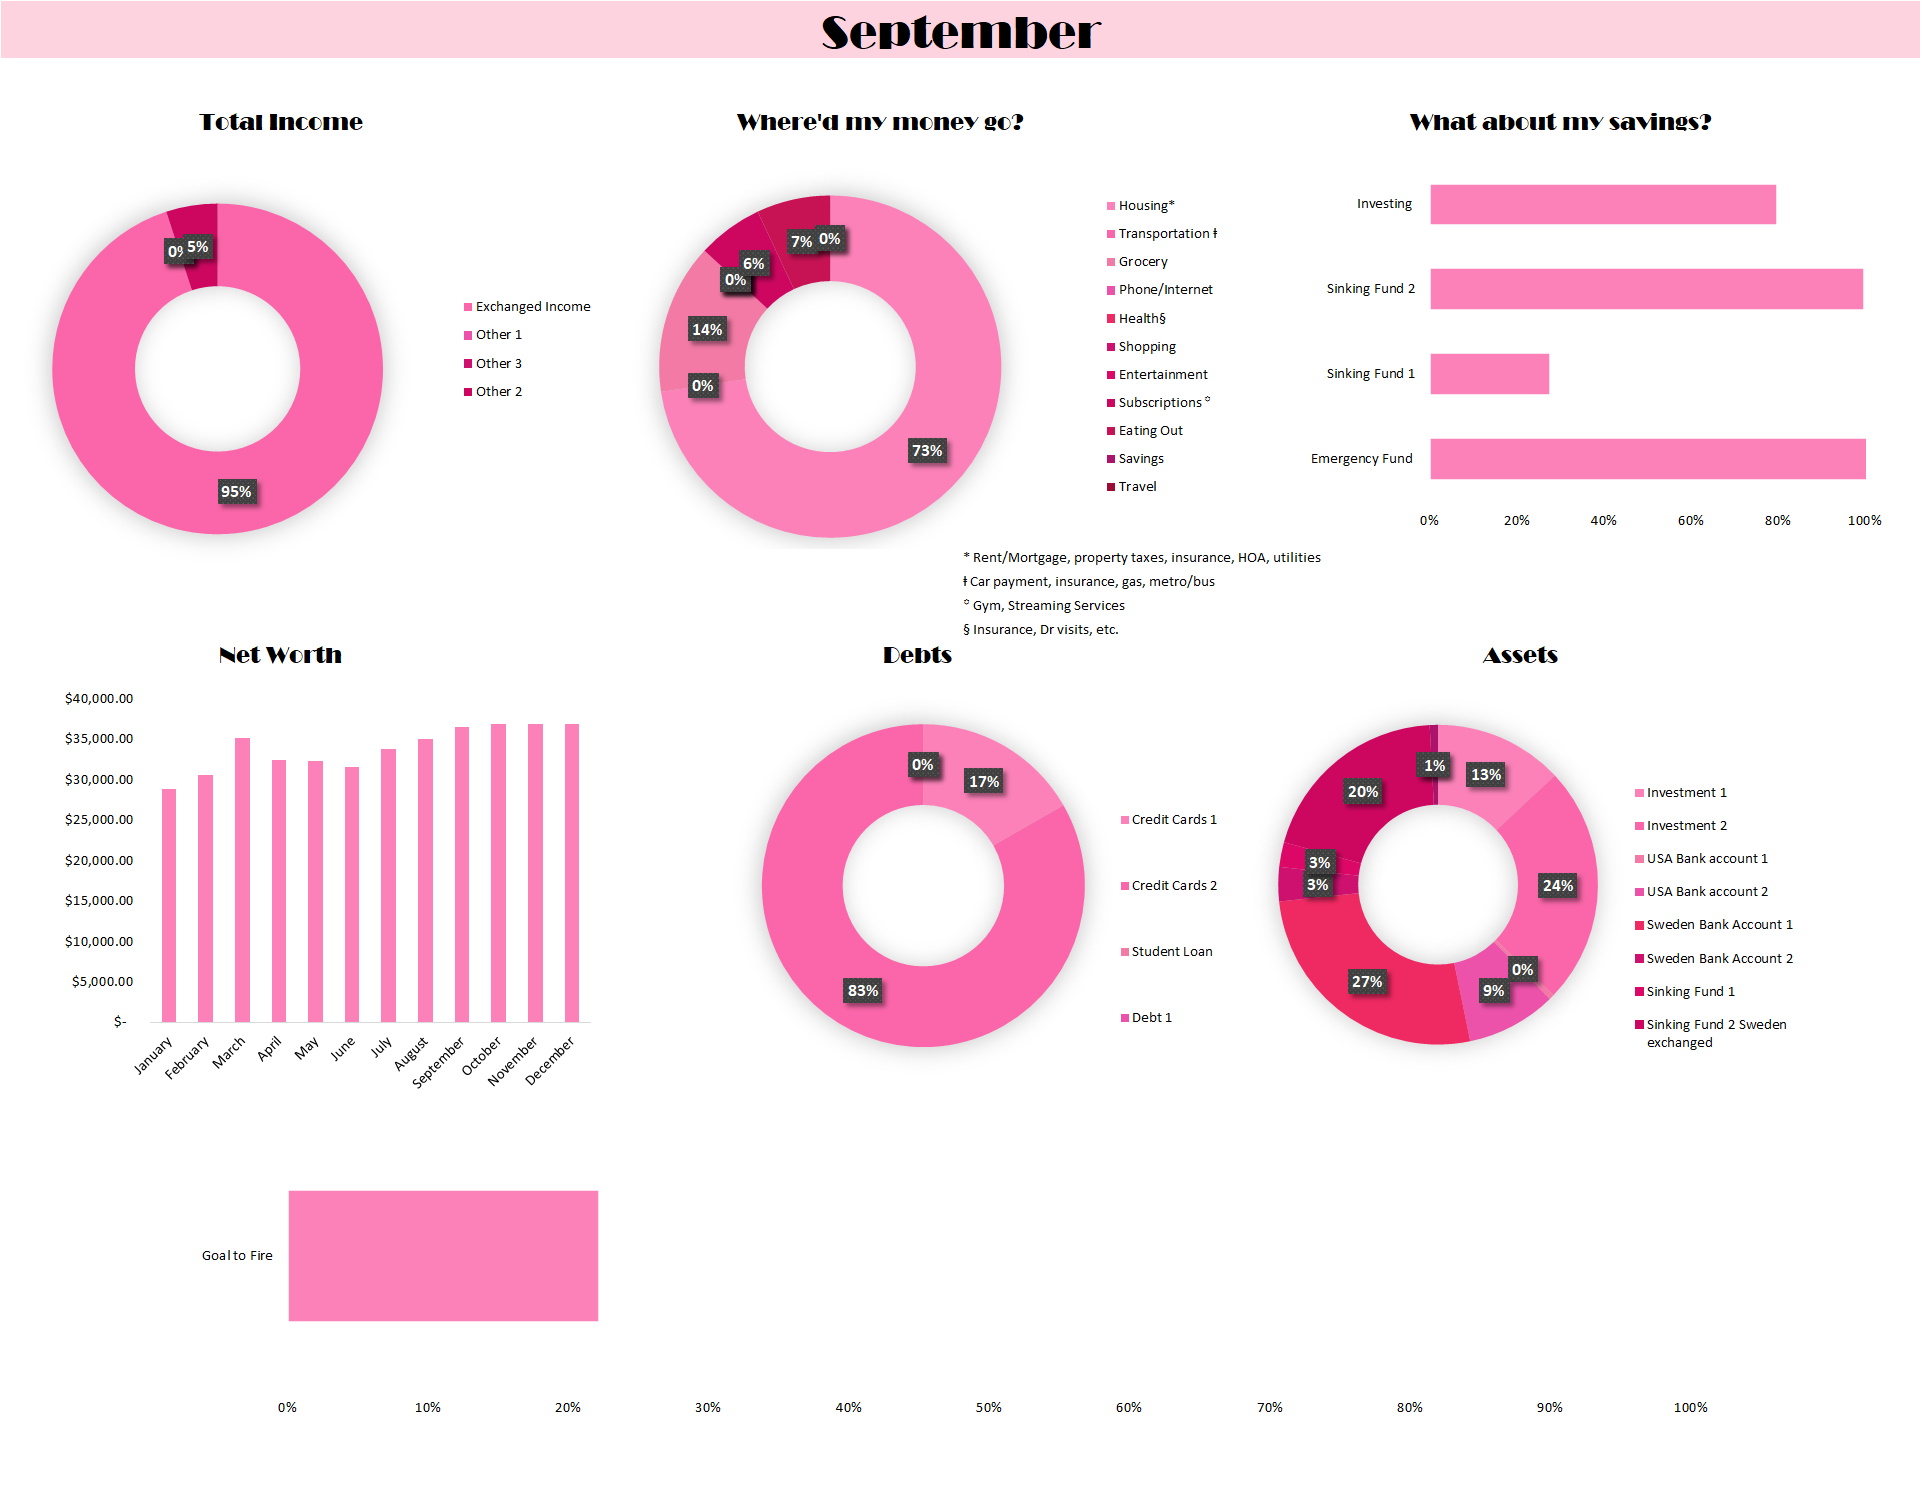 September
Total Income
0%
5%
95%
Exchanged Income
Other 1
Other 3
Other 2
Where'd my money go?
7%
0%
6%
0%
14%
0%
73%
Housing*
Transportation ǂ
Grocery
Phone/Internet
Health§
Shopping
Entertainment
Subscriptions °
Eating Out
Savings
Travel
* Rent/Mortgage, property taxes, insurance, HOA, utilities
ǂ Car payment, insurance, gas, metro/bus
° Gym, Streaming Services
§ Insurance, Dr visits, etc.
What about my savings?
Investing
Sinking Fund 2
Sinking Fund 1
Emergency Fund
0% 20% 40% 60% 80% 100%
Net Worth
$40,000.00
$35,000.00
$30,000.00
$25,000.00
$20,000.00
$15,000.00
$10,000.00
$5,000.00
$-
January February March April May June July August September October November December
Debts
0%
17%
83%
Credit Cards 1
Credit Cards 2
Student Loan
Debt 1
Assets
1%
13%
20%
24%
3%
3%
0%
9%
27%
Investment 1
Investment 2
USA Bank account 1
USA Bank account 2
Sweden Bank Account 1
Sweden Bank Account 2
Sinking Fund 1
Sinking Fund 2 Sweden
exchanged
Goal to Fire
0% 10% 20% 30% 40% 50% 60% 70% 80% 90% 100%